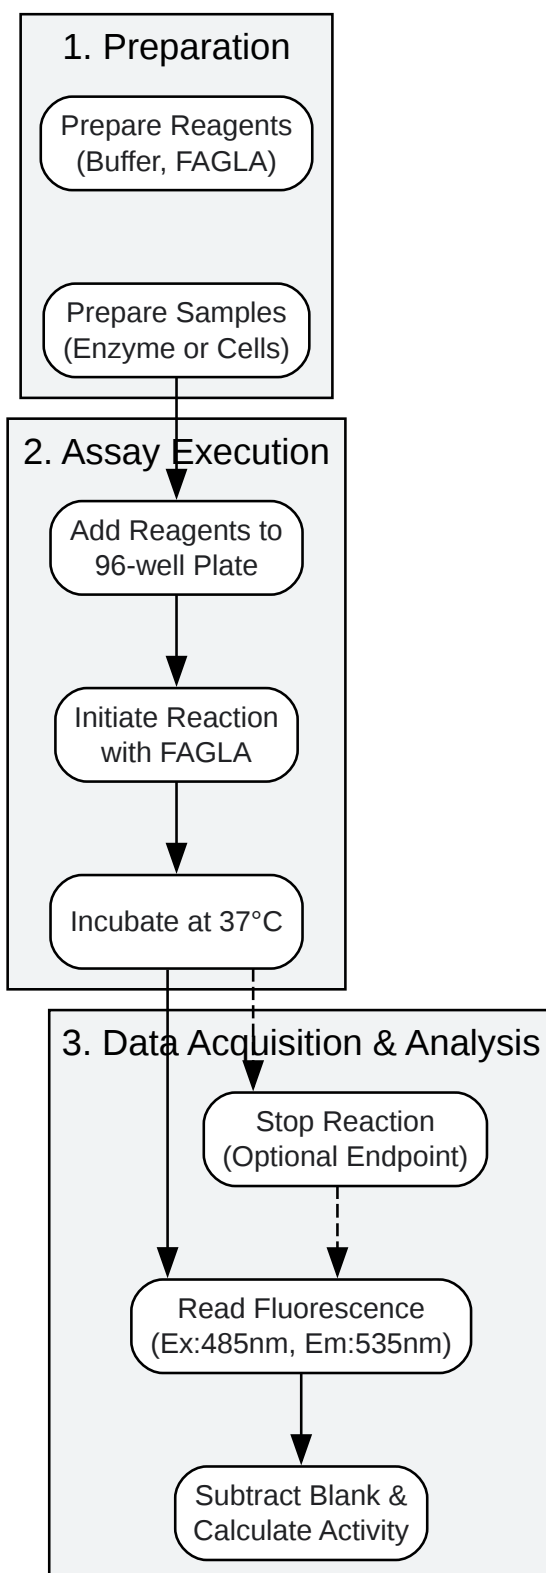 1. Preparation
Prepare Reagents
(Buffer, FAGLA)
Prepare Samples
(Enzyme or Cells)
2. Assay Execution
Add Reagents to
96-well Plate
Initiate Reaction
with FAGLA
Incubate at 37°C
3. Data Acquisition & Analysis
Stop Reaction
(Optional Endpoint)
Read Fluorescence
(Ex:485nm, Em:535nm)
Subtract Blank &
Calculate Activity